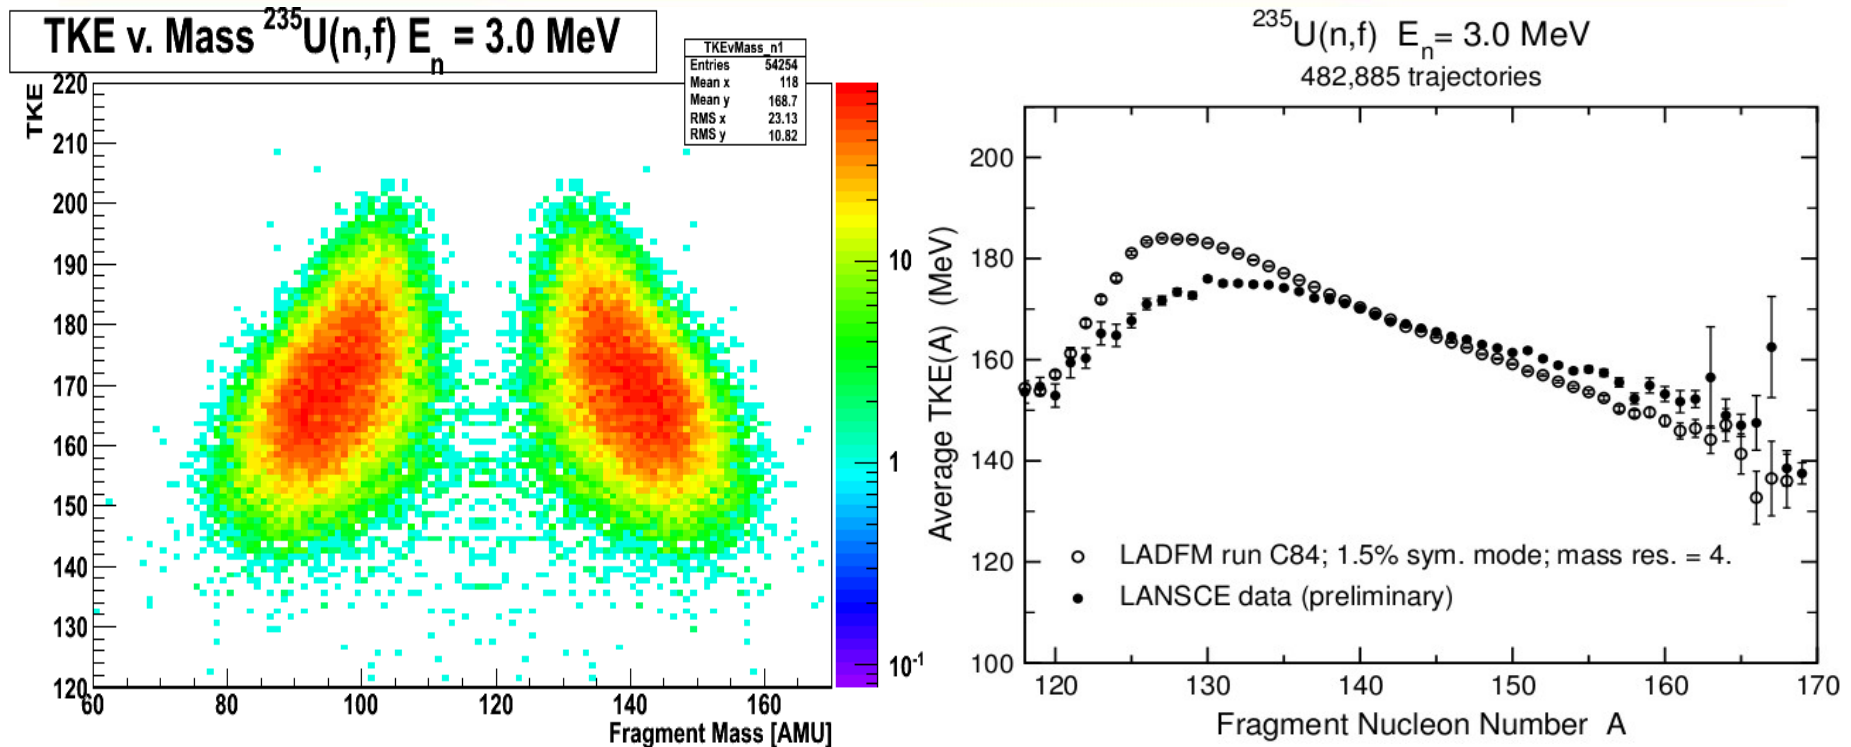 TKE v. Mass ²³⁵U(n,f) Eₙ = 3.0 MeV
TKEvMass_n1
Entries 54254
Mean x 118
Mean y 168.7
RMS x 23.13
RMS y 10.82
TKE
220
210
200
190
180
170
160
150
140
130
120
60
80
100
120
140
160
Fragment Mass [AMU]
10
1
10⁻¹
²³⁵U(n,f) Eₙ= 3.0 MeV
482,885 trajectories
Average TKE(A) (MeV)
200
180
160
140
120
100
LADFM run C84; 1.5% sym. mode; mass res. = 4.
LANSCE data (preliminary)
120
130
140
150
160
170
Fragment Nucleon Number A